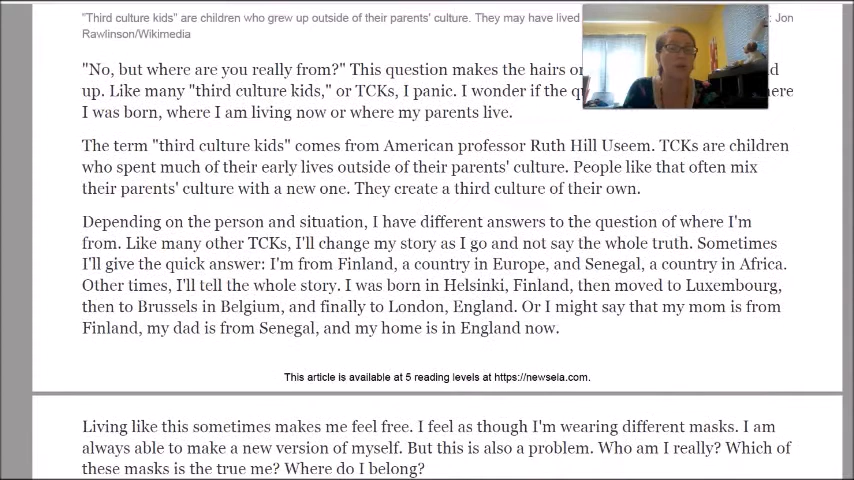 "Third culture kids" are children who grew up outside of their parents' culture. They may have lived : Jon
Rawlinson/Wikimedia
"No, but where are you really from?" This question makes the hairs on d
up. Like many "third culture kids," or TCKs, I panic. I wonder if the qu ere
I was born, where I am living now or where my parents live.
The term "third culture kids" comes from American professor Ruth Hill Useem. TCKs are children
who spent much of their early lives outside of their parents' culture. People like that often mix
their parents' culture with a new one. They create a third culture of their own.
Depending on the person and situation, I have different answers to the question of where I'm
from. Like many other TCKs, I'll change my story as I go and not say the whole truth. Sometimes
I'll give the quick answer: I'm from Finland, a country in Europe, and Senegal, a country in Africa.
Other times, I'll tell the whole story. I was born in Helsinki, Finland, then moved to Luxembourg,
then to Brussels in Belgium, and finally to London, England. Or I might say that my mom is from
Finland, my dad is from Senegal, and my home is in England now.
This article is available at 5 reading levels at https://newsela.com.
Living like this sometimes makes me feel free. I feel as though I'm wearing different masks. I am
always able to make a new version of myself. But this is also a problem. Who am I really? Which of
these masks is the true me? Where do I belong?